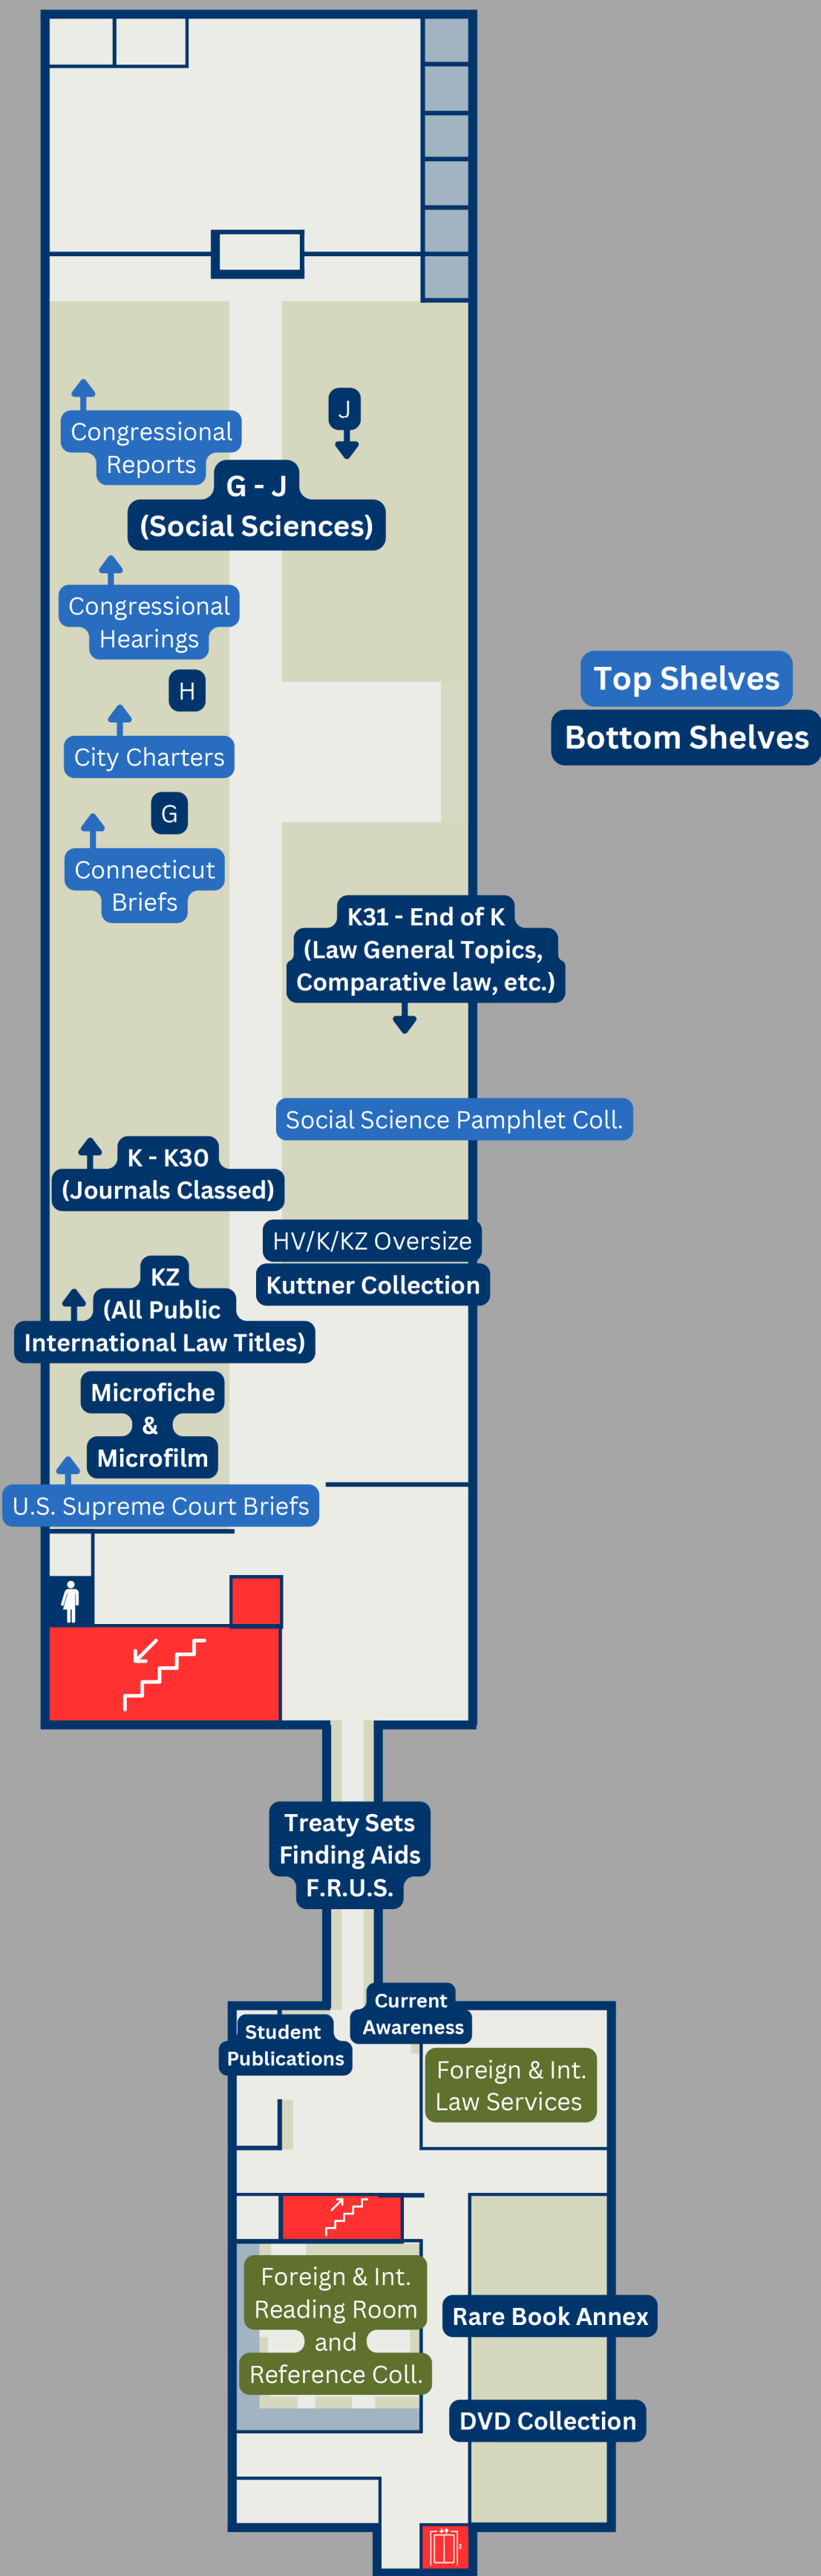 Congressional
Reports
J
G - J
(Social Sciences)
Congressional
Hearings
H
City Charters
G
Connecticut
Briefs
Top Shelves
Bottom Shelves
K31 - End of K
(Law General Topics,
Comparative law, etc.)
Social Science Pamphlet Coll.
K - K30
(Journals Classed)
HV/K/KZ Oversize
Kuttner Collection
KZ
(All Public
International Law Titles)
Microfiche
&
Microfilm
U.S. Supreme Court Briefs
Treaty Sets
Finding Aids
F.R.U.S.
Current
Awareness
Student
Publications
Foreign & Int.
Law Services
Foreign & Int.
Reading Room
and
Reference Coll.
Rare Book Annex
DVD Collection